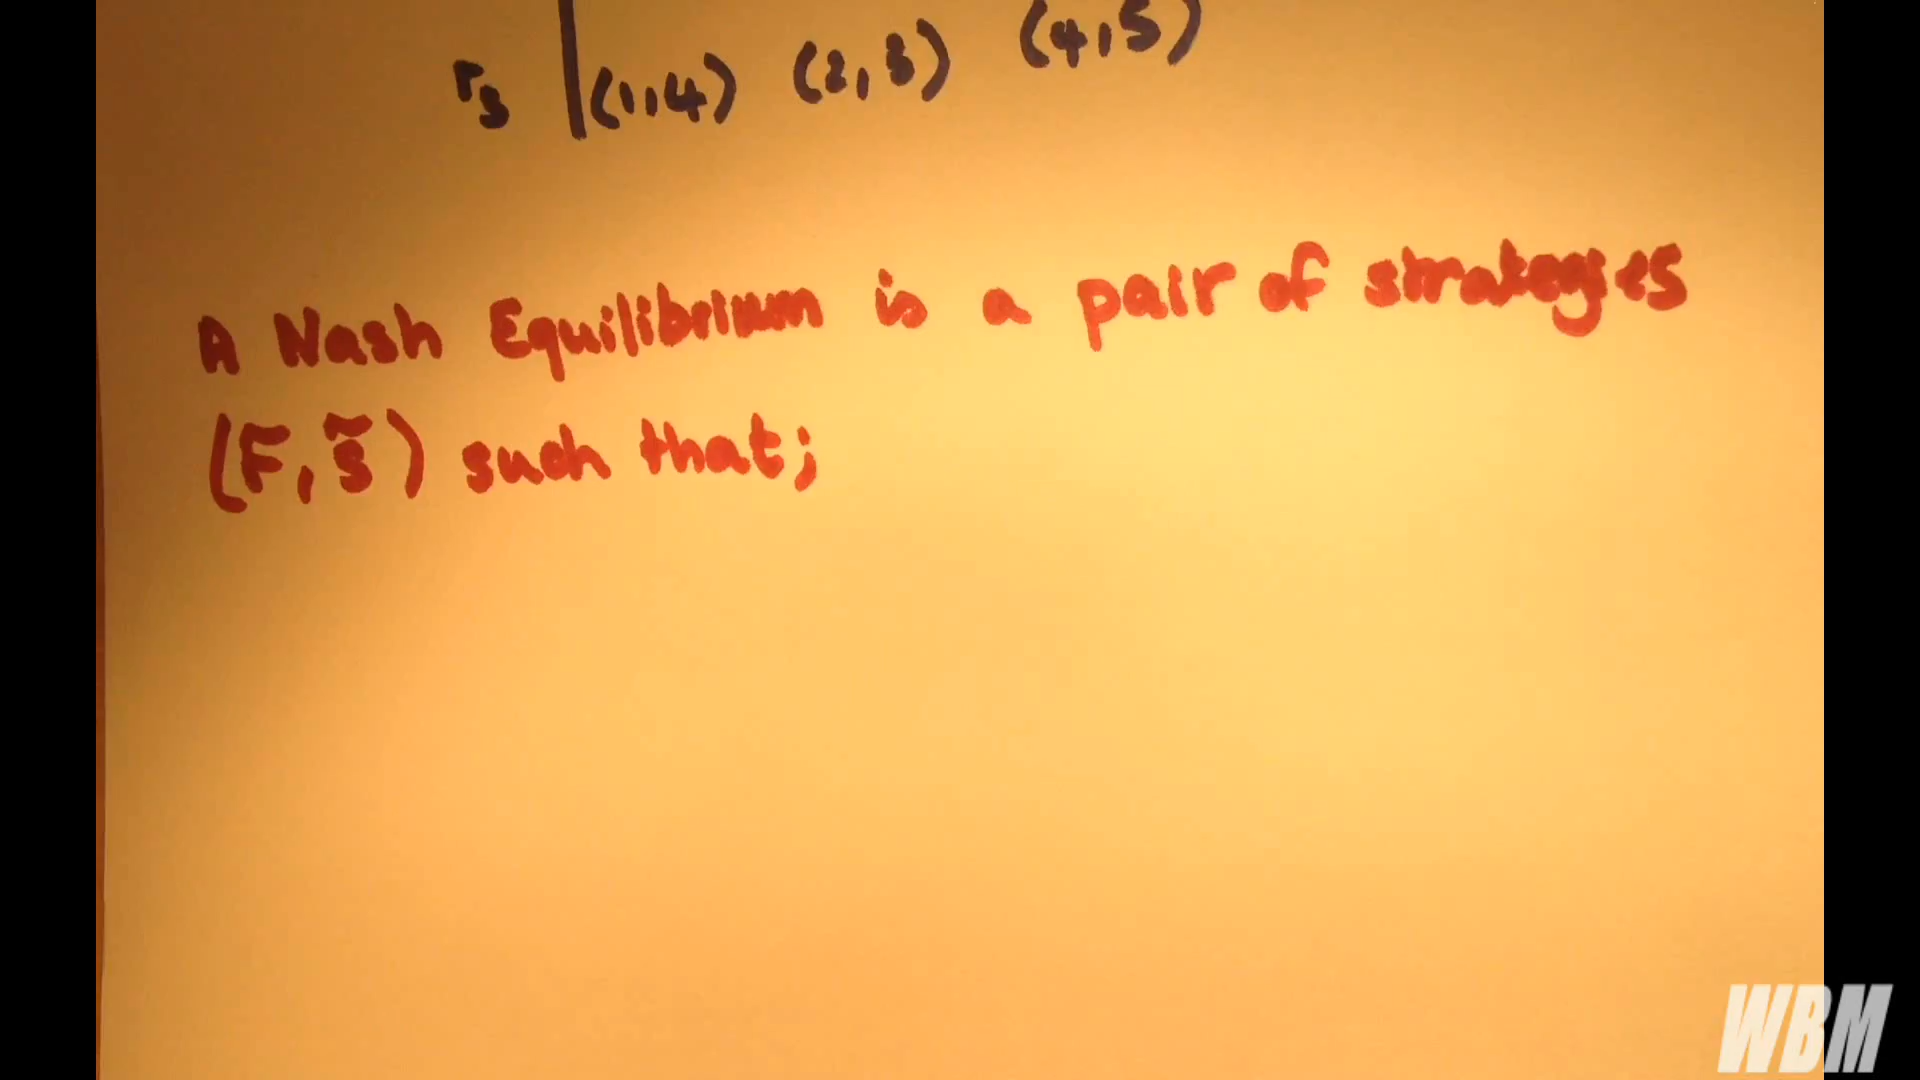 r₃ | (1,4) (2,3) (4,5)
A Nash Equilibrium is a pair of strategies
(r̃, s̃) such that;
WBM